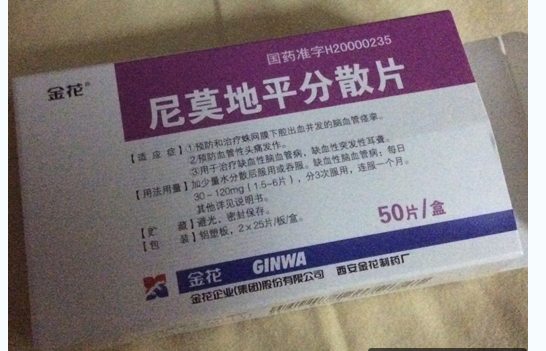 国药准字H20000235
金花®
尼莫地平分散片
【适应症】①预防和治疗蛛网膜下腔出血并发的脑血管痉挛。
②预防血管性头痛发作。
③用于治疗缺血性脑血管病，缺血性突发性耳聋。
【用法用量】加少量水分散后服用或吞服。缺血性脑血管病：每日
30－120mg（1.5~6片），分3次服用，连服一个月。
其他详见说明书。
【贮藏】避光，密封保存。
【包装】铝塑板，2×25片/板/盒。
50片/盒
金花 GINWA
金花企业(集团)股份有限公司 西安金花制药厂